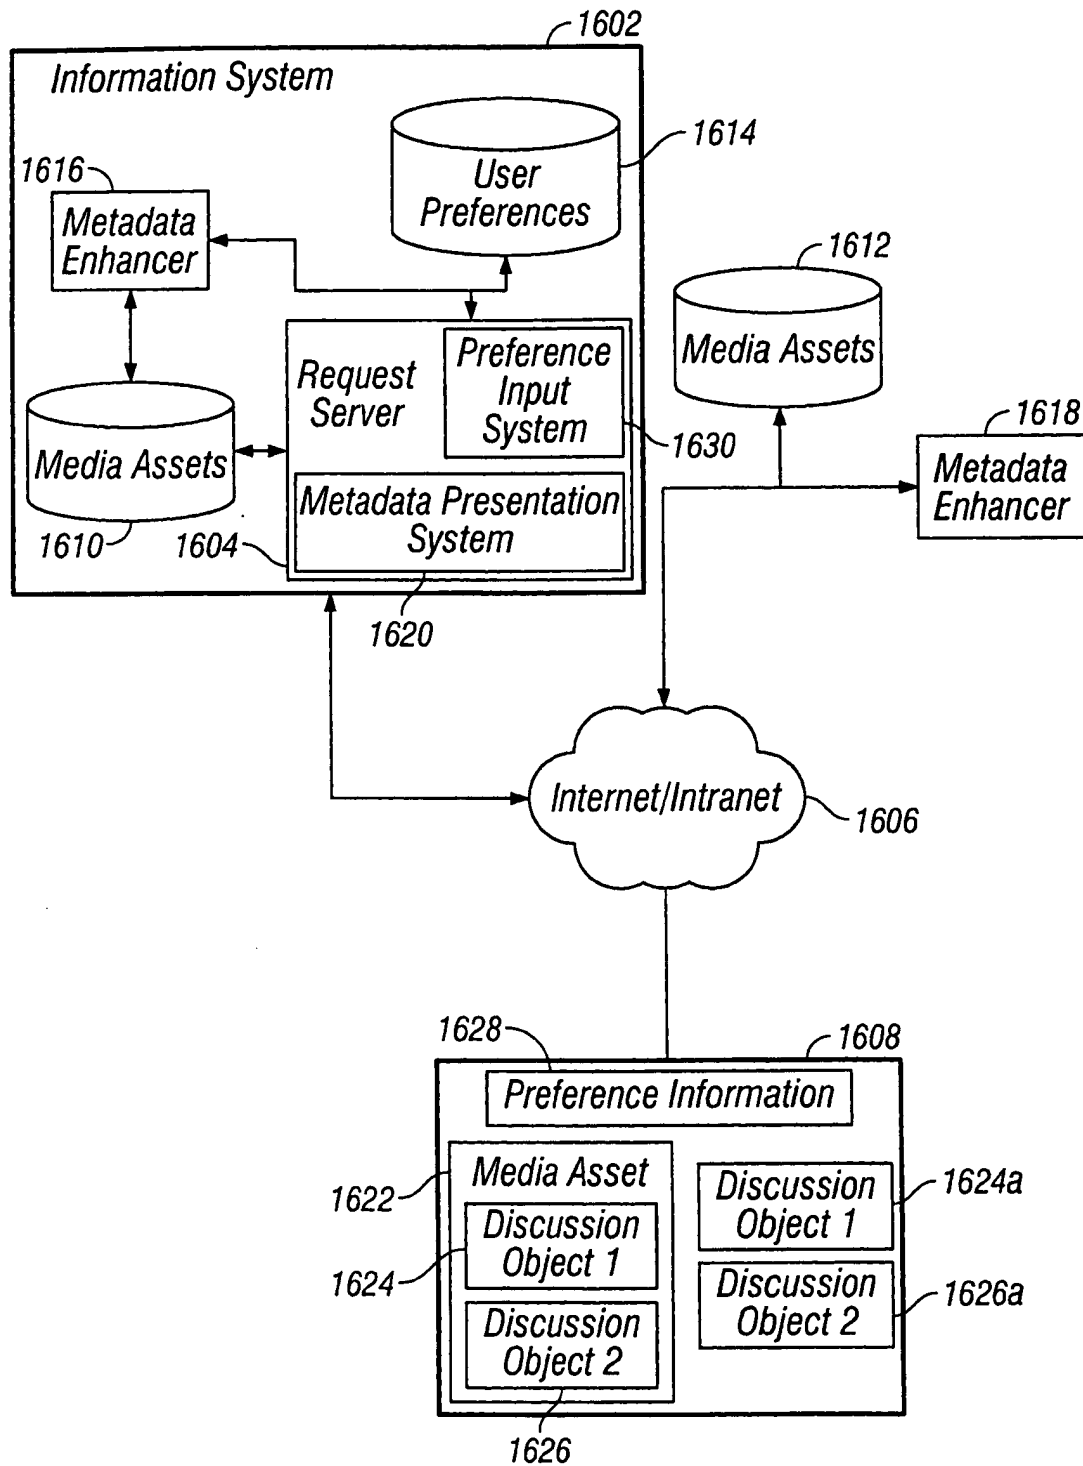 1602
Information System
1614
User
Preferences
1616
Metadata
Enhancer
1612
Media Assets
Request
Server
Preference
Input
System
1630
1618
Metadata
Enhancer
Media Assets
1610
1604
Metadata Presentation
System
1620
Internet/Intranet
1606
1628
1608
Preference Information
1622
Media Asset
Discussion
Object 1
1624
Discussion
Object 2
1626
Discussion
Object 1
1624a
Discussion
Object 2
1626a